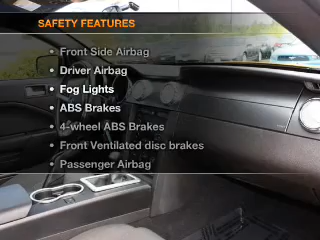 SAFETY FEATURES
• Front Side Airbag
• Driver Airbag
• Fog Lights
• ABS Brakes
• 4-wheel ABS Brakes
• Front Ventilated disc brakes
• Passenger Airbag